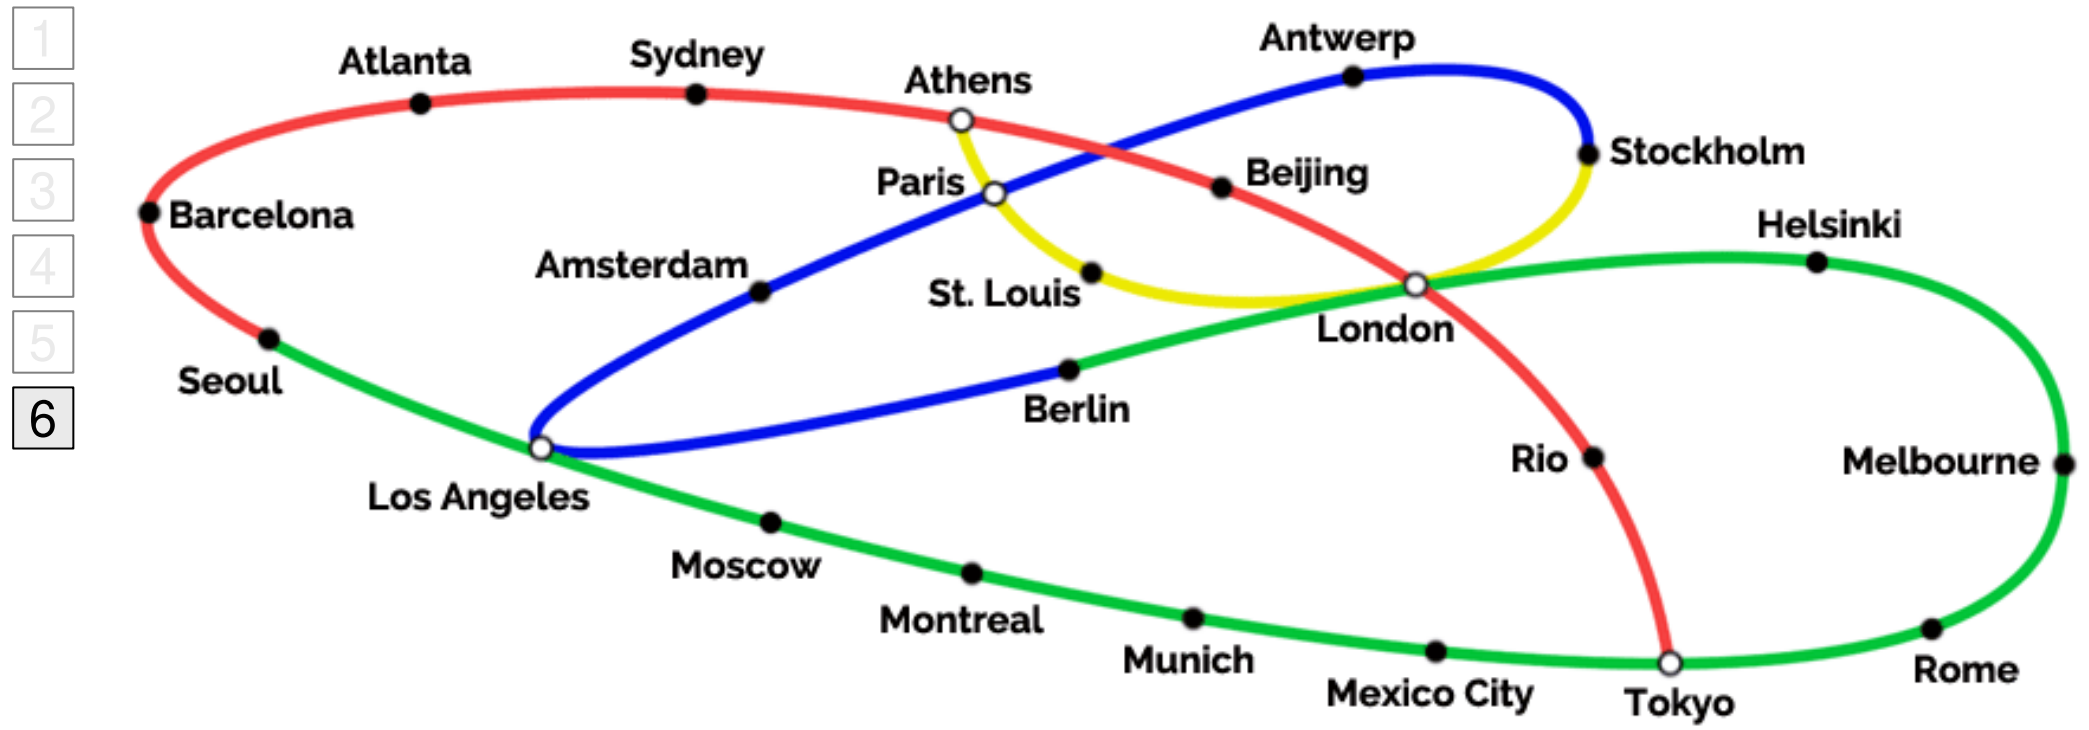 1
2
3
4
5
6
Atlanta
Sydney
Athens
Antwerp
Stockholm
Paris
Beijing
Barcelona
Helsinki
Amsterdam
St. Louis
London
Seoul
Berlin
Rio
Melbourne
Los Angeles
Moscow
Montreal
Munich
Mexico City
Tokyo
Rome